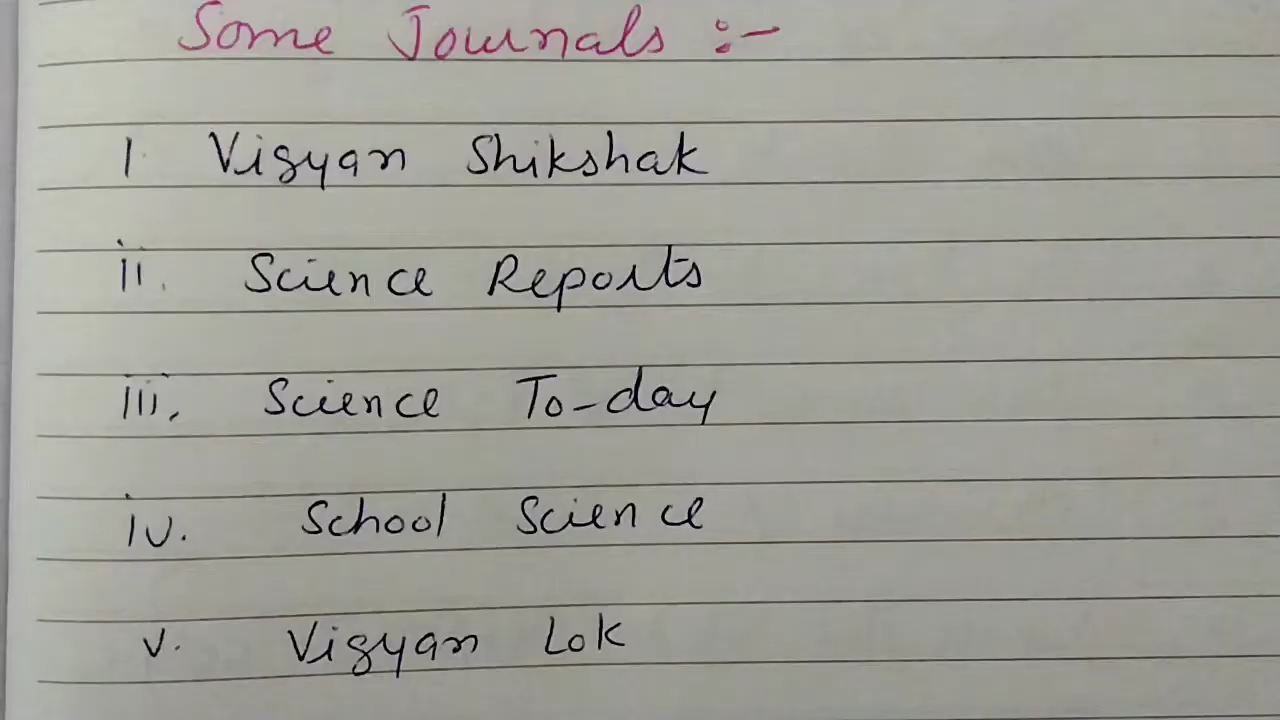 Some Journals :-
i. Vigyan Shikshak
ii. Science Reports
iii. Science To-day
iv. School Science
v. Vigyan Lok